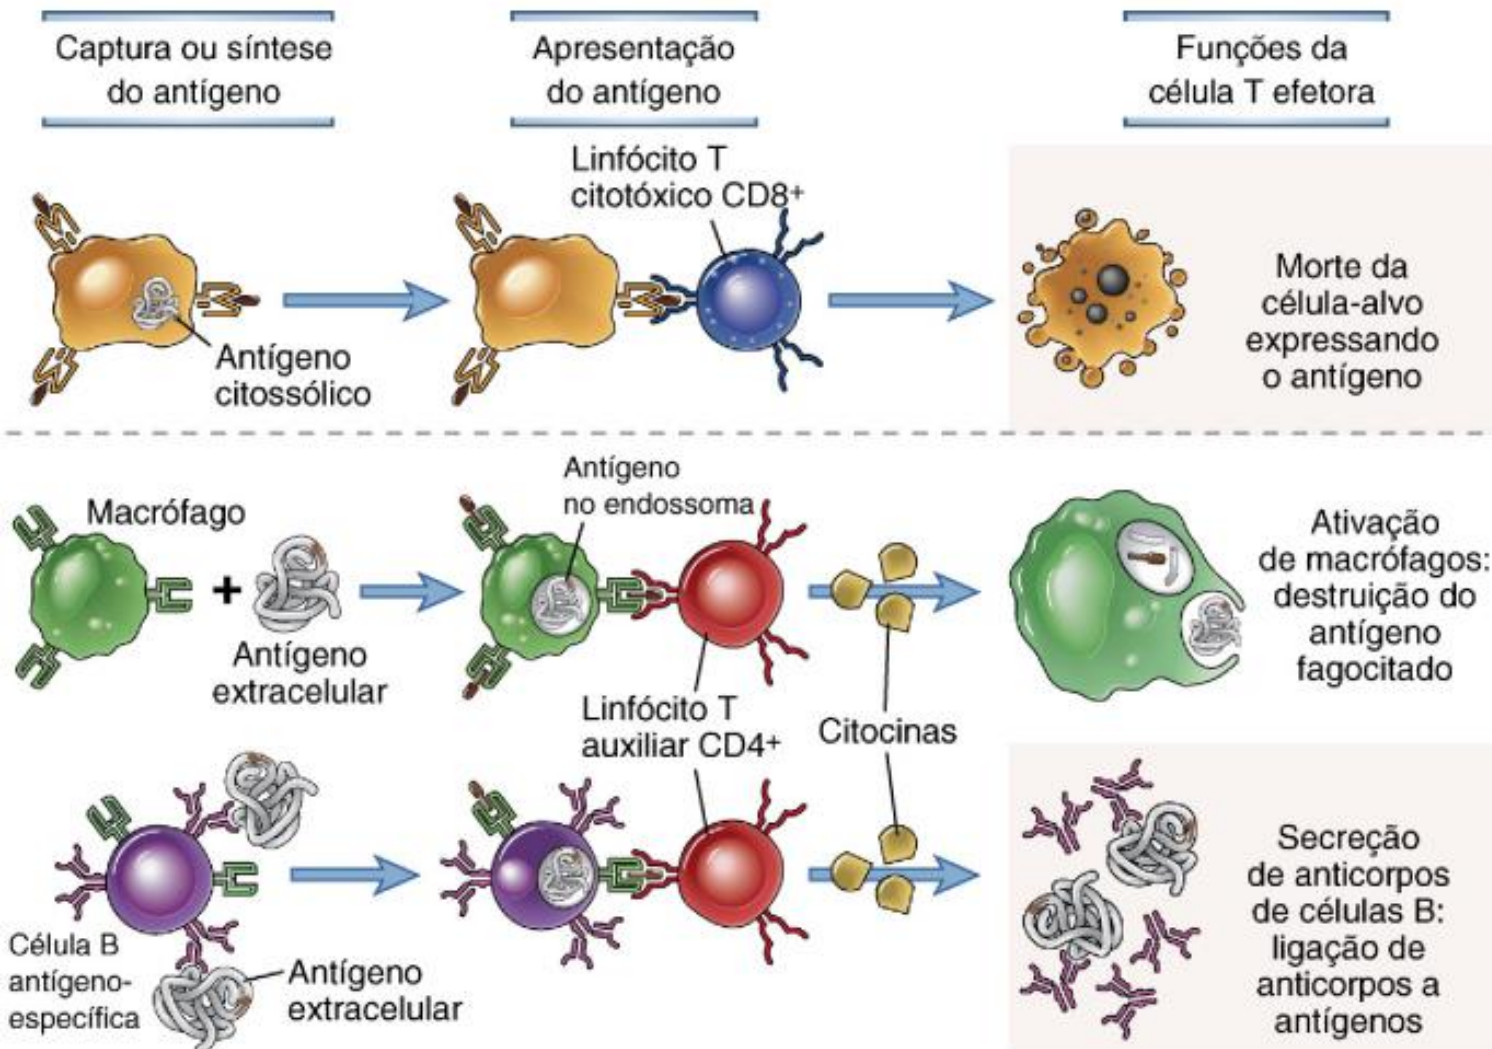 Captura ou síntese
do antígeno
Apresentação
do antígeno
Funções da
célula T efetora
Linfócito T
citotóxico CD8+
Antígeno
citossólico
Morte da
célula-alvo
expressando
o antígeno
Macrófago
Antígeno
no endossoma
+
Antígeno
extracelular
Ativação
de macrófagos:
destruição do
antígeno
fagocitado
Linfócito T
auxiliar CD4+
Citocinas
Célula B
antígeno-
específica
Antígeno
extracelular
Secreção
de anticorpos
de células B:
ligação de
anticorpos a
antígenos